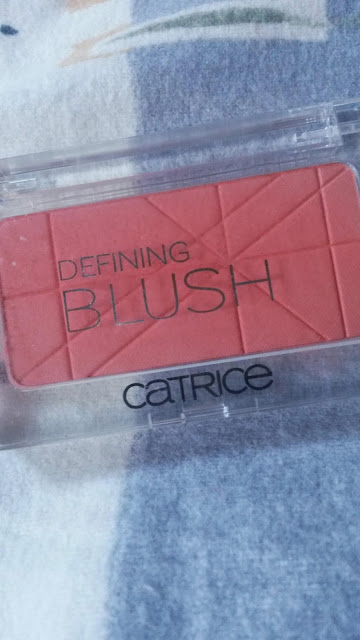 DEFINING
BLUSH
CATRICE